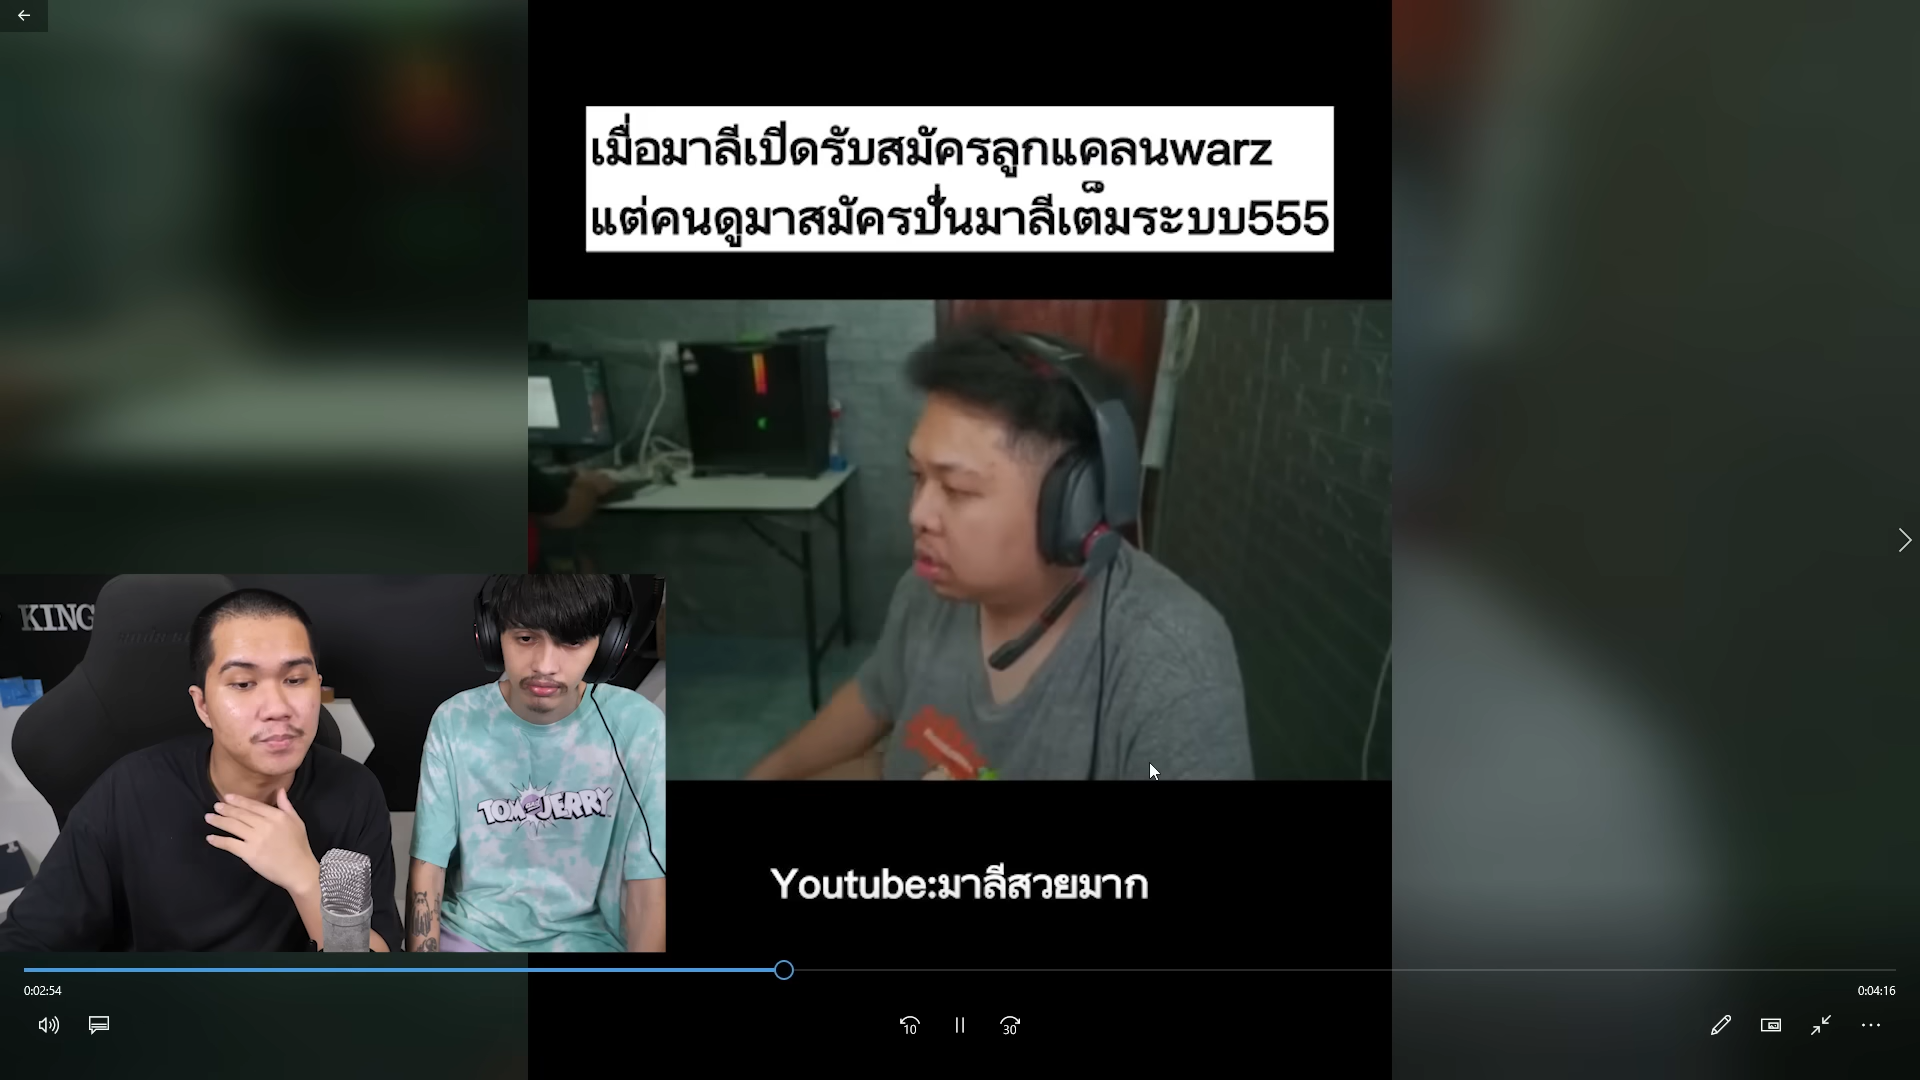 เมื่อมาลีเปิดรับสมัครลูกแคลนwarz
แต่คนดูมาสมัครปั่นมาลีเต็มระบบ555
KING
TOM and JERRY
Youtube:มาลีสวยมาก
0:02:54
0:04:16
10
30